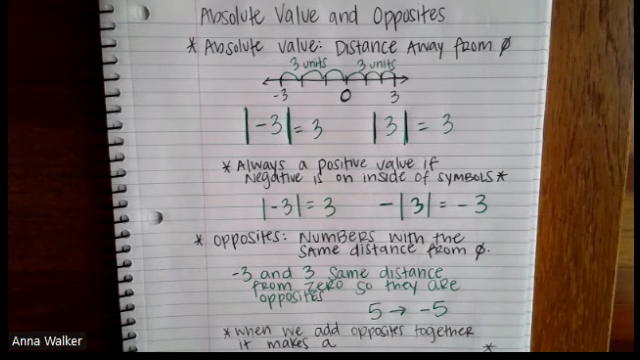 Absolute Value and Opposites
* Absolute Value: Distance Away from 0
3 units 3 units
-3 0 3
|-3| = 3 |3| = 3
* Always a positive value if
Negative is on inside of symbols *
|-3| = 3 -|3| = -3
* Opposites: Numbers with the
same distance from 0.
-3 and 3 same distance
from zero so they are
opposites
5 → -5
* when we add opposites together
it makes a *
Anna Walker